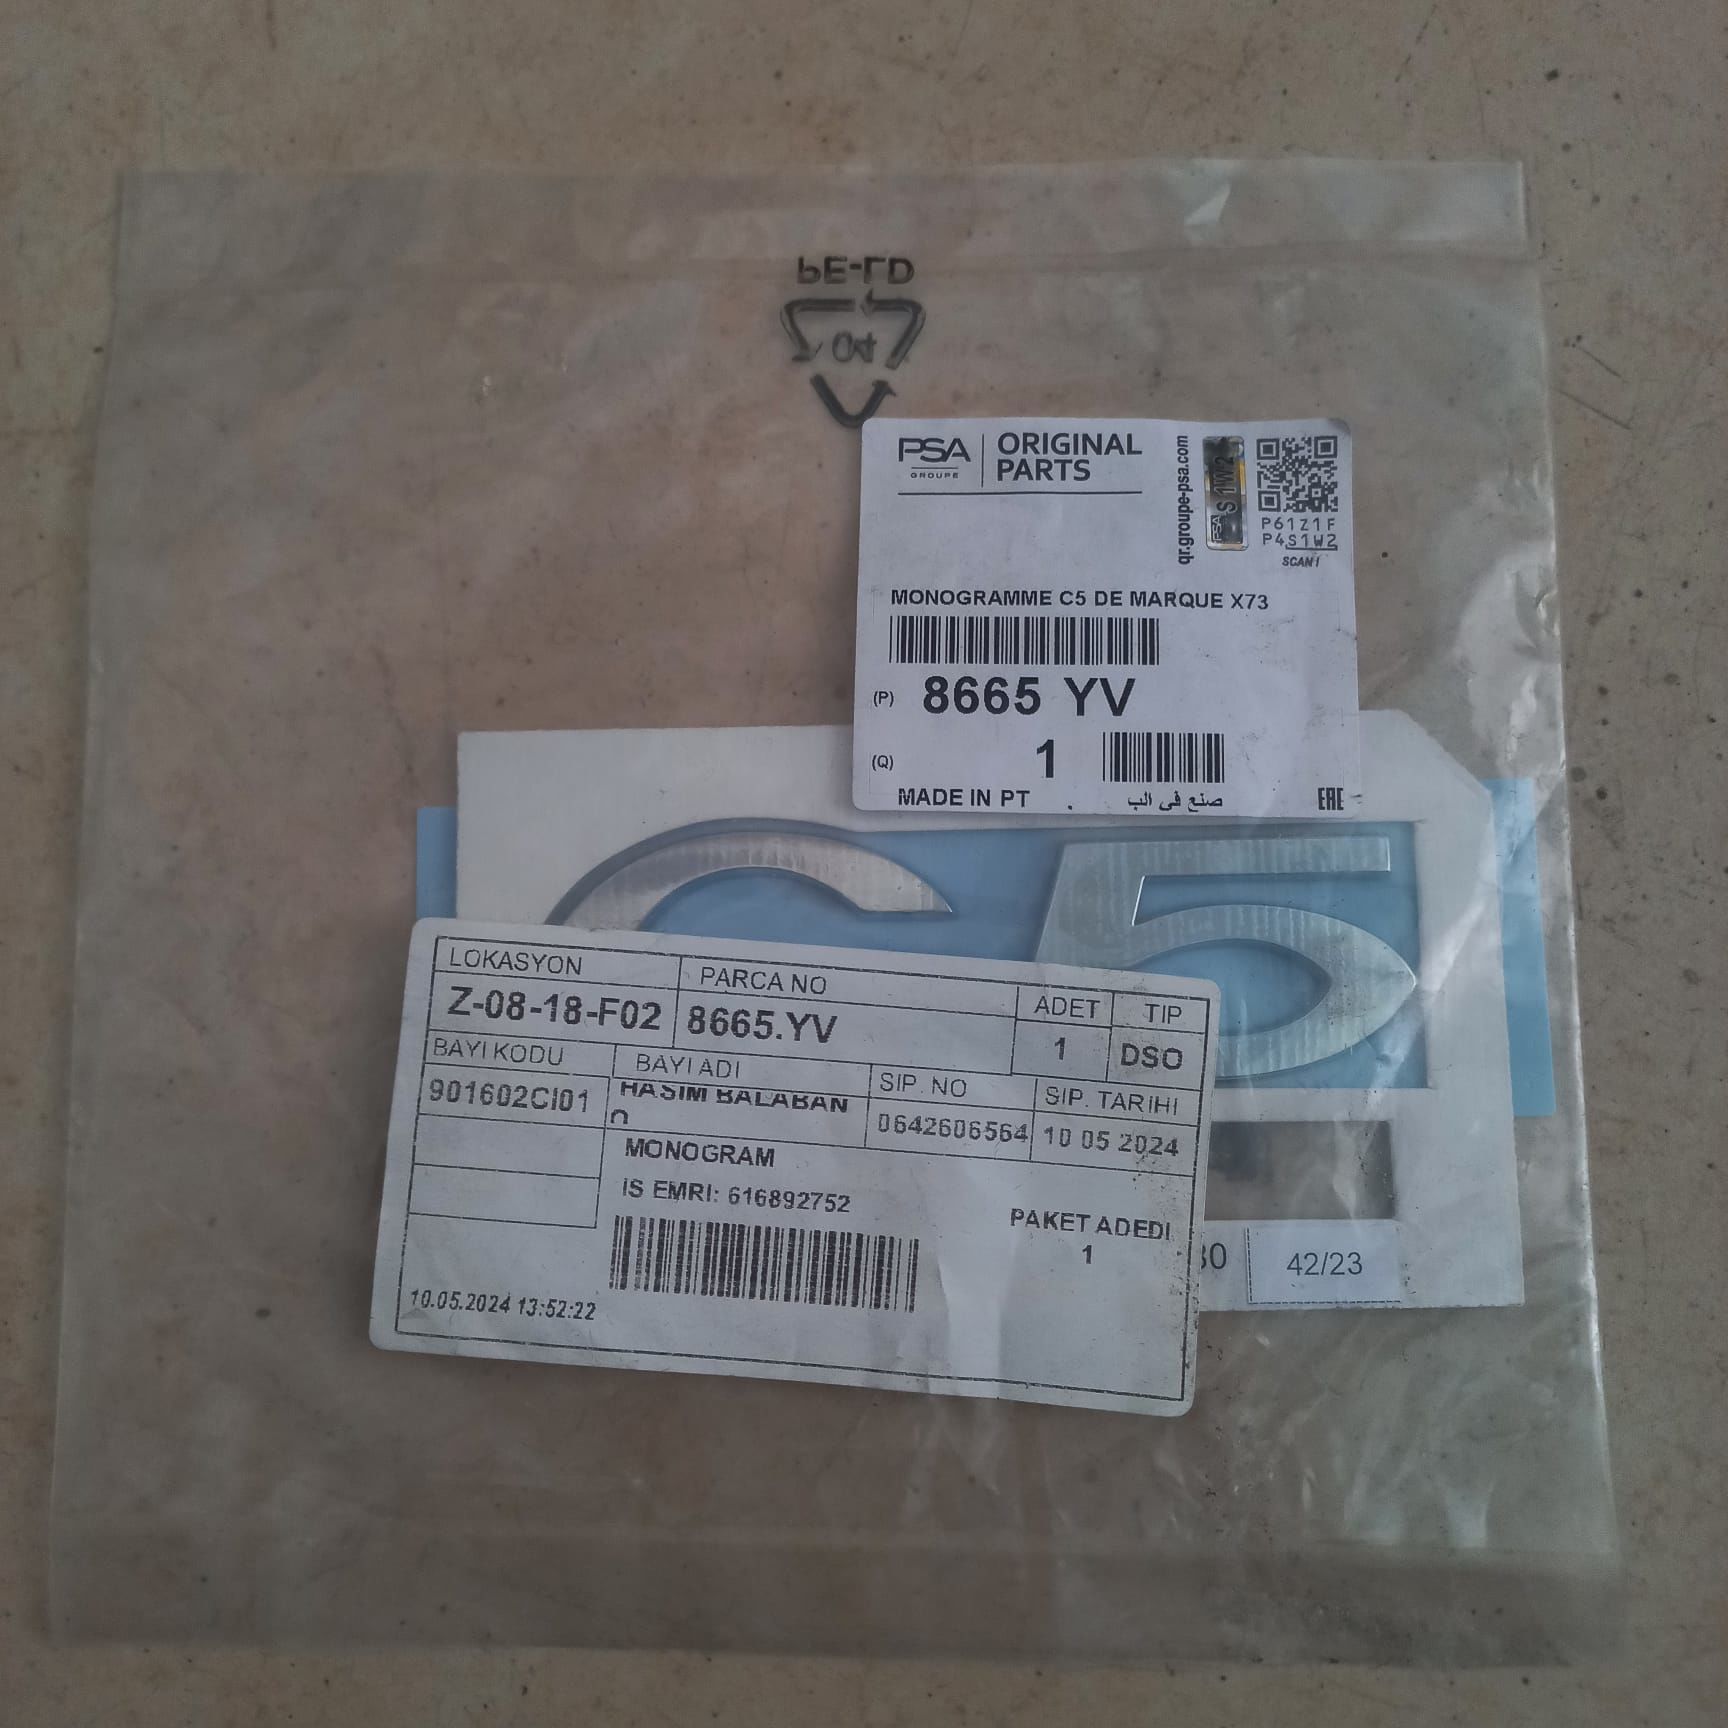 PE-LD
04
PSA
GROUPE
ORIGINAL
PARTS
qr.groupe-psa.com
PSA
S 1W2
P61Z1F
P4S1W2
SCAN!
MONOGRAMME C5 DE MARQUE X73
(P) 8665 YV
(Q) 1
MADE IN PT . صنع في الب
EAC
C5
LOKASYON PARCA NO ADET TIP
Z-08-18-F02 8665.YV 1 DSO
BAYI KODU BAYI ADI SIP. NO SIP. TARIHI
901602CI01 HASIM BALABAN 0642606564 10 05 2024
MONOGRAM
IS EMRI: 616892752
PAKET ADEDI
1
10.05.2024 13:52:22
42/23